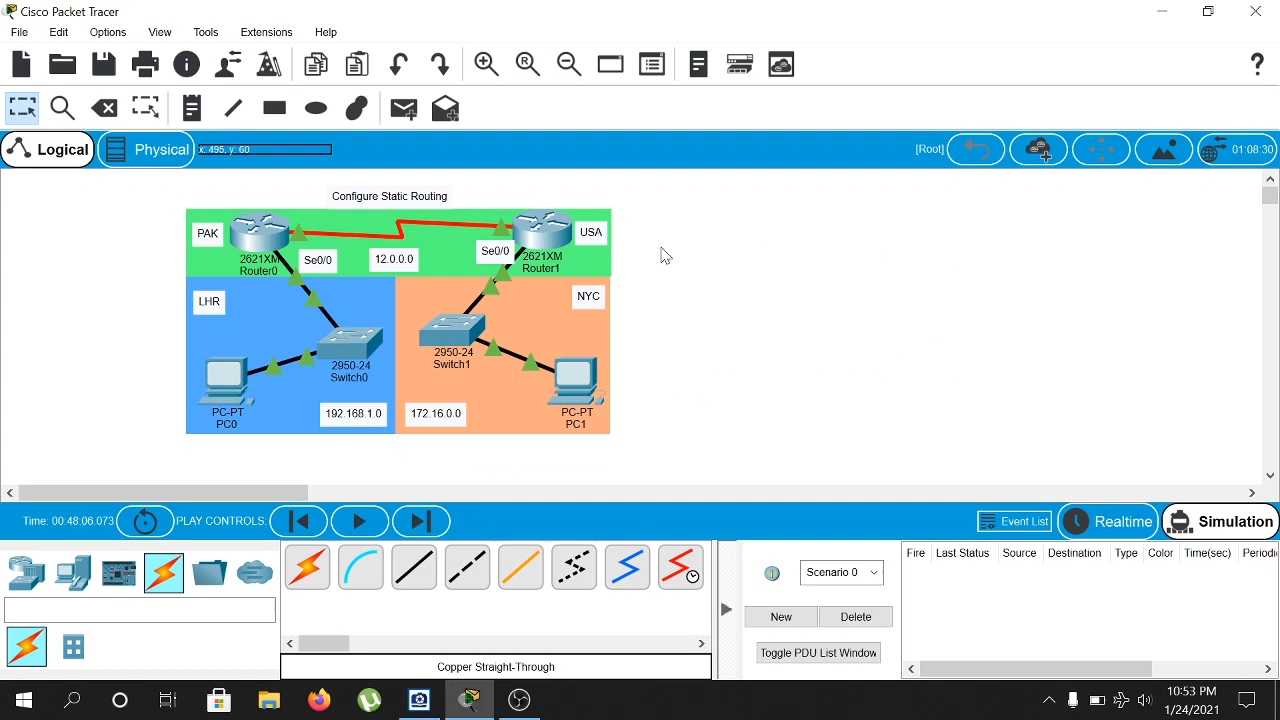 Cisco Packet Tracer
File Edit Options View Tools Extensions Help
Logical
Physical
x: 495, y: 60
[Root]
01:08:30
Configure Static Routing
PAK
USA
Se0/0
12.0.0.0
Se0/0
2621XM
Router0
2621XM
Router1
LHR
NYC
2950-24
Switch0
2950-24
Switch1
PC-PT
PC0
192.168.1.0
172.16.0.0
PC-PT
PC1
Time: 00:48:06.073
PLAY CONTROLS:
Event List
Realtime
Simulation
Fire Last Status Source Destination Type Color Time(sec) Periodi
Scenario 0
New
Delete
Toggle PDU List Window
Copper Straight-Through
10:53 PM
1/24/2021